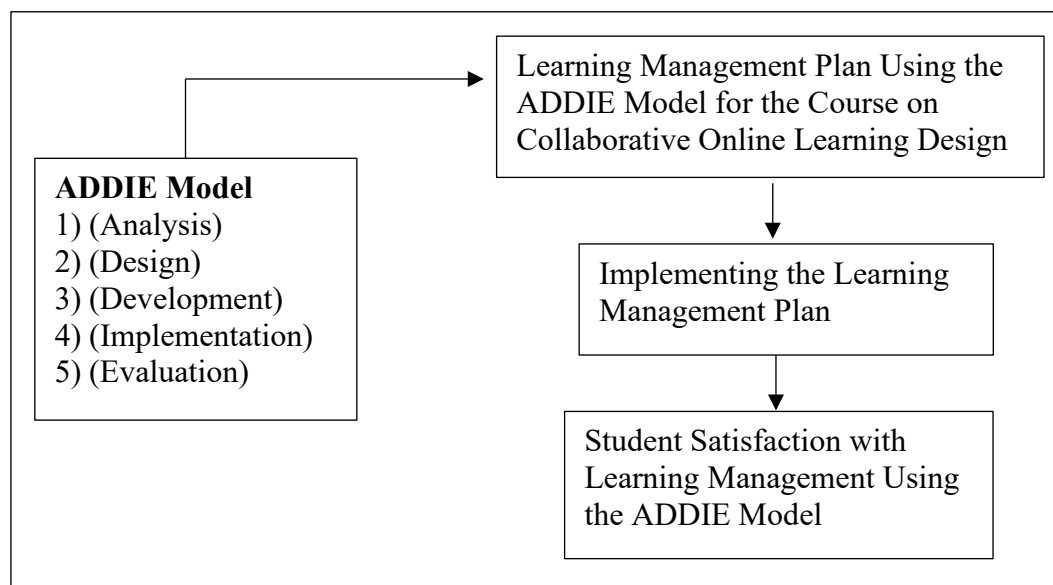 ADDIE Model
1) (Analysis)
2) (Design)
3) (Development)
4) (Implementation)
5) (Evaluation)
Learning Management Plan Using the
ADDIE Model for the Course on
Collaborative Online Learning Design
Implementing the Learning
Management Plan
Student Satisfaction with
Learning Management Using
the ADDIE Model